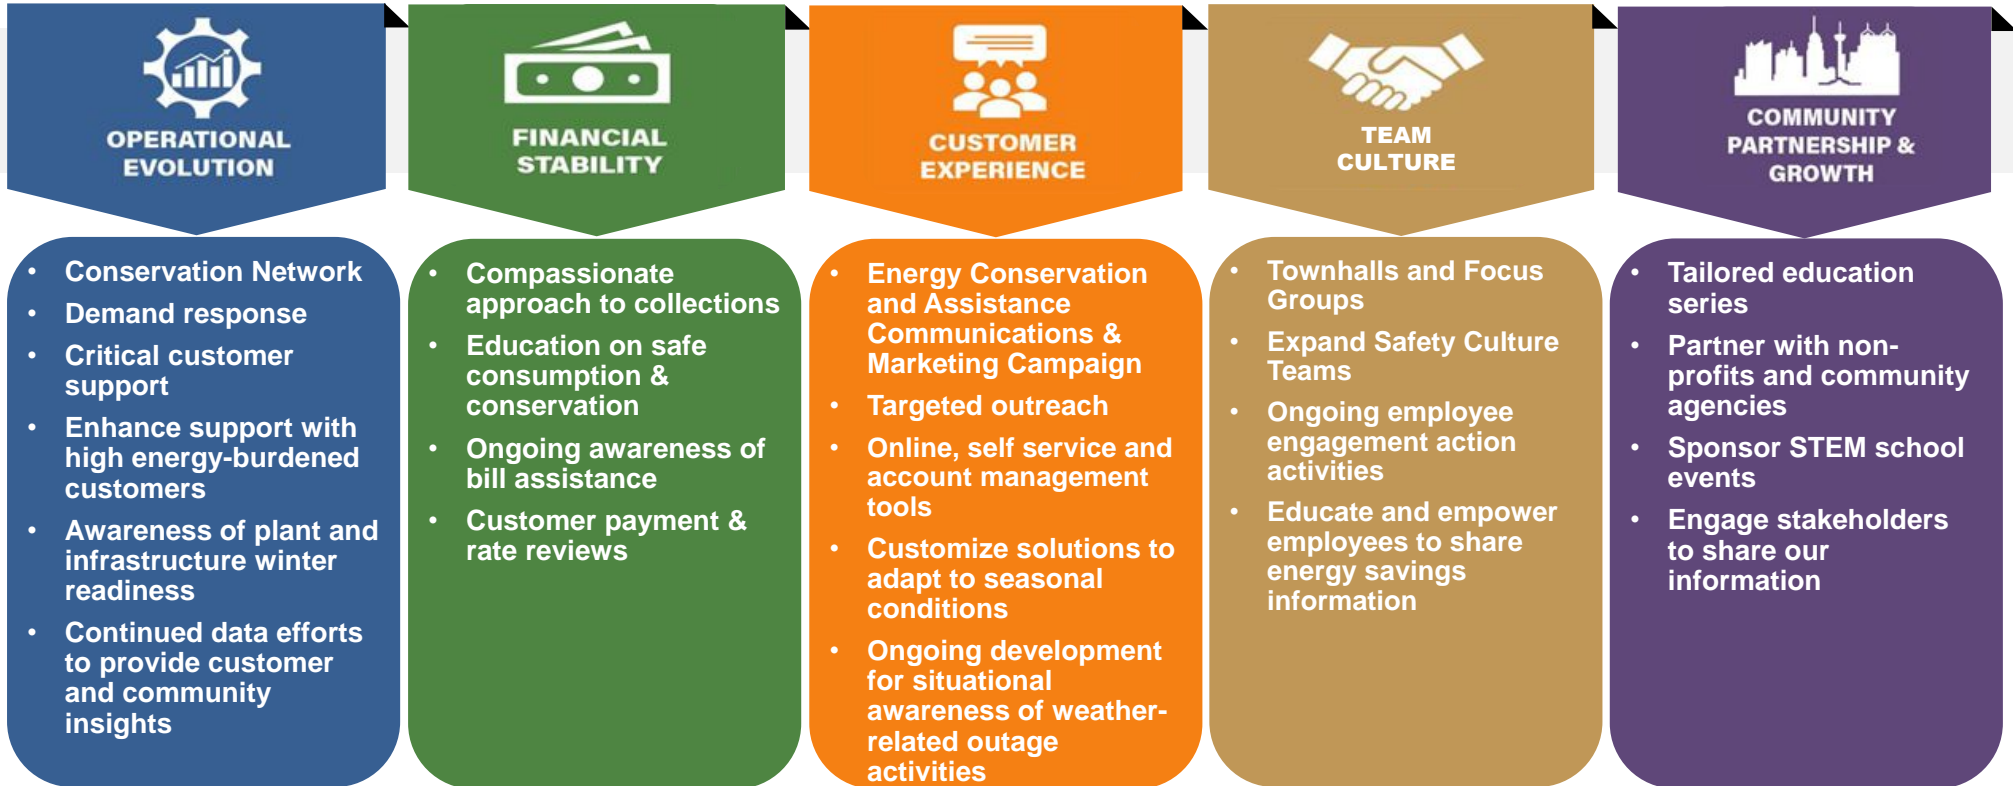 OPERATIONAL
EVOLUTION
• Conservation Network
• Demand response
• Critical customer
support
• Enhance support with
high energy-burdened
customers
• Awareness of plant and
infrastructure winter
readiness
• Continued data efforts
to provide customer
and community
insights
FINANCIAL
STABILITY
• Compassionate
approach to collections
• Education on safe
consumption &
conservation
• Ongoing awareness of
bill assistance
• Customer payment &
rate reviews
CUSTOMER
EXPERIENCE
• Energy Conservation
and Assistance
Communications &
Marketing Campaign
• Targeted outreach
• Online, self service and
account management
tools
• Customize solutions to
adapt to seasonal
conditions
• Ongoing development
for situational
awareness of weather-
related outage
activities
TEAM
CULTURE
• Townhalls and Focus
Groups
• Expand Safety Culture
Teams
• Ongoing employee
engagement action
activities
• Educate and empower
employees to share
energy savings
information
COMMUNITY
PARTNERSHIP &
GROWTH
• Tailored education
series
• Partner with non-
profits and community
agencies
• Sponsor STEM school
events
• Engage stakeholders
to share our
information